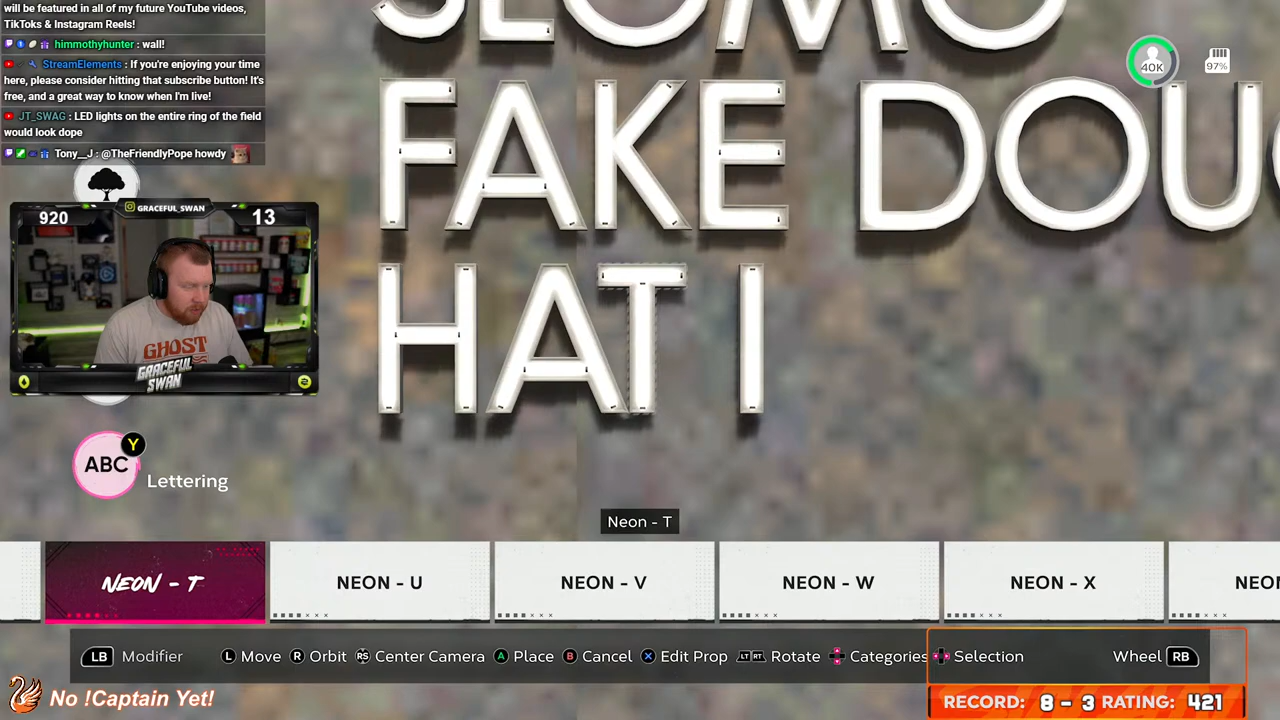 will be featured in all of my future YouTube videos,
TikToks & Instagram Reels!
himmothyhunter : wall!
StreamElements : If you're enjoying your time
here, please consider hitting that subscribe button! It's
free, and a great way to know when I'm live!
JT_SWAG : LED lights on the entire ring of the field
would look dope
Tony__J : @TheFriendlyPope howdy
FAKE DOU
HAT I
40K
97%
GRACEFUL_SWAN
920
13
GHOST
GRACEFUL
SWAN
Y
ABC
Lettering
Neon - T
NEON - T
NEON - U
NEON - V
NEON - W
NEON - X
NEO
LB Modifier
L Move R Orbit RS Center Camera A Place B Cancel X Edit Prop LT RT Rotate Categories Selection
Wheel RB
No !Captain Yet!
RECORD: 8 - 3 RATING: 421